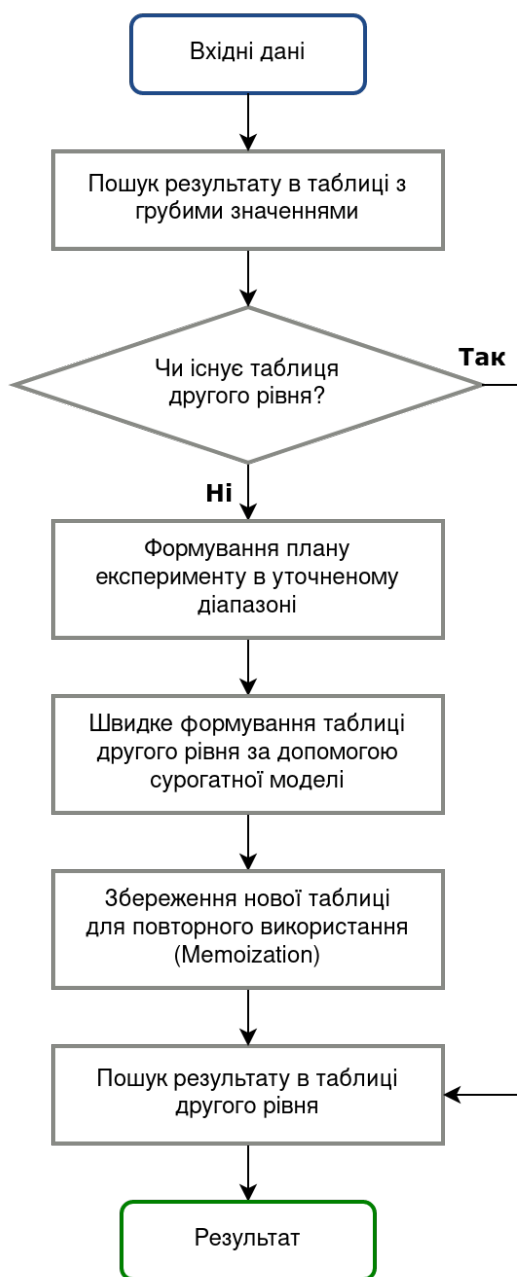 Вхідні дані
Пошук результату в таблиці з
грубими значеннями
Чи існує таблиця
другого рівня?
Так
Ні
Формування плану
експерименту в уточненому
діапазоні
Швидке формування таблиці
другого рівня за допомогою
сурогатної моделі
Збереження нової таблиці
для повторного використання
(Memoization)
Пошук результату в таблиці
другого рівня
Результат